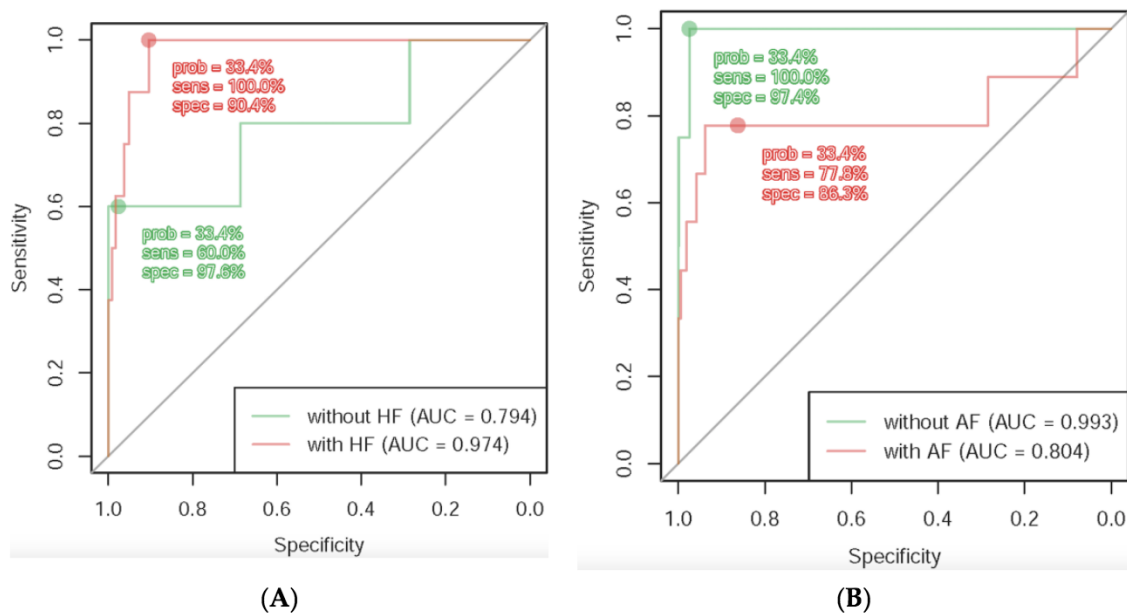 1.0
0.8
0.6
0.4
0.2
0.0
Sensitivity
prob = 33.4%
sens = 100.0%
spec = 90.4%
prob = 33.4%
sens = 60.0%
spec = 97.6%
without HF (AUC = 0.794)
with HF (AUC = 0.974)
1.0 0.8 0.6 0.4 0.2 0.0
Specificity
(A)
1.0
0.8
0.6
0.4
0.2
0.0
Sensitivity
prob = 33.4%
sens = 100.0%
spec = 97.4%
prob = 33.4%
sens = 77.8%
spec = 86.3%
without AF (AUC = 0.993)
with AF (AUC = 0.804)
1.0 0.8 0.6 0.4 0.2 0.0
Specificity
(B)